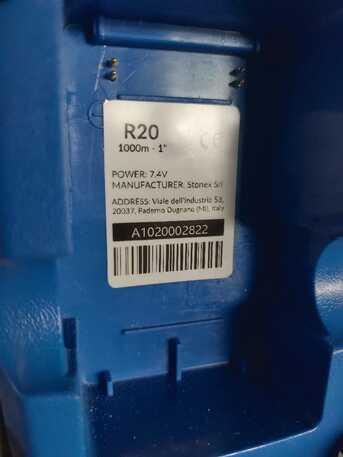 R20
CE
1000m - 1"
POWER: 7.4V
MANUFACTURER: Stonex Srl
ADDRESS: Viale dell'Industria 53,
20037, Paderno Dugnano (MI), Italy
A1020002822